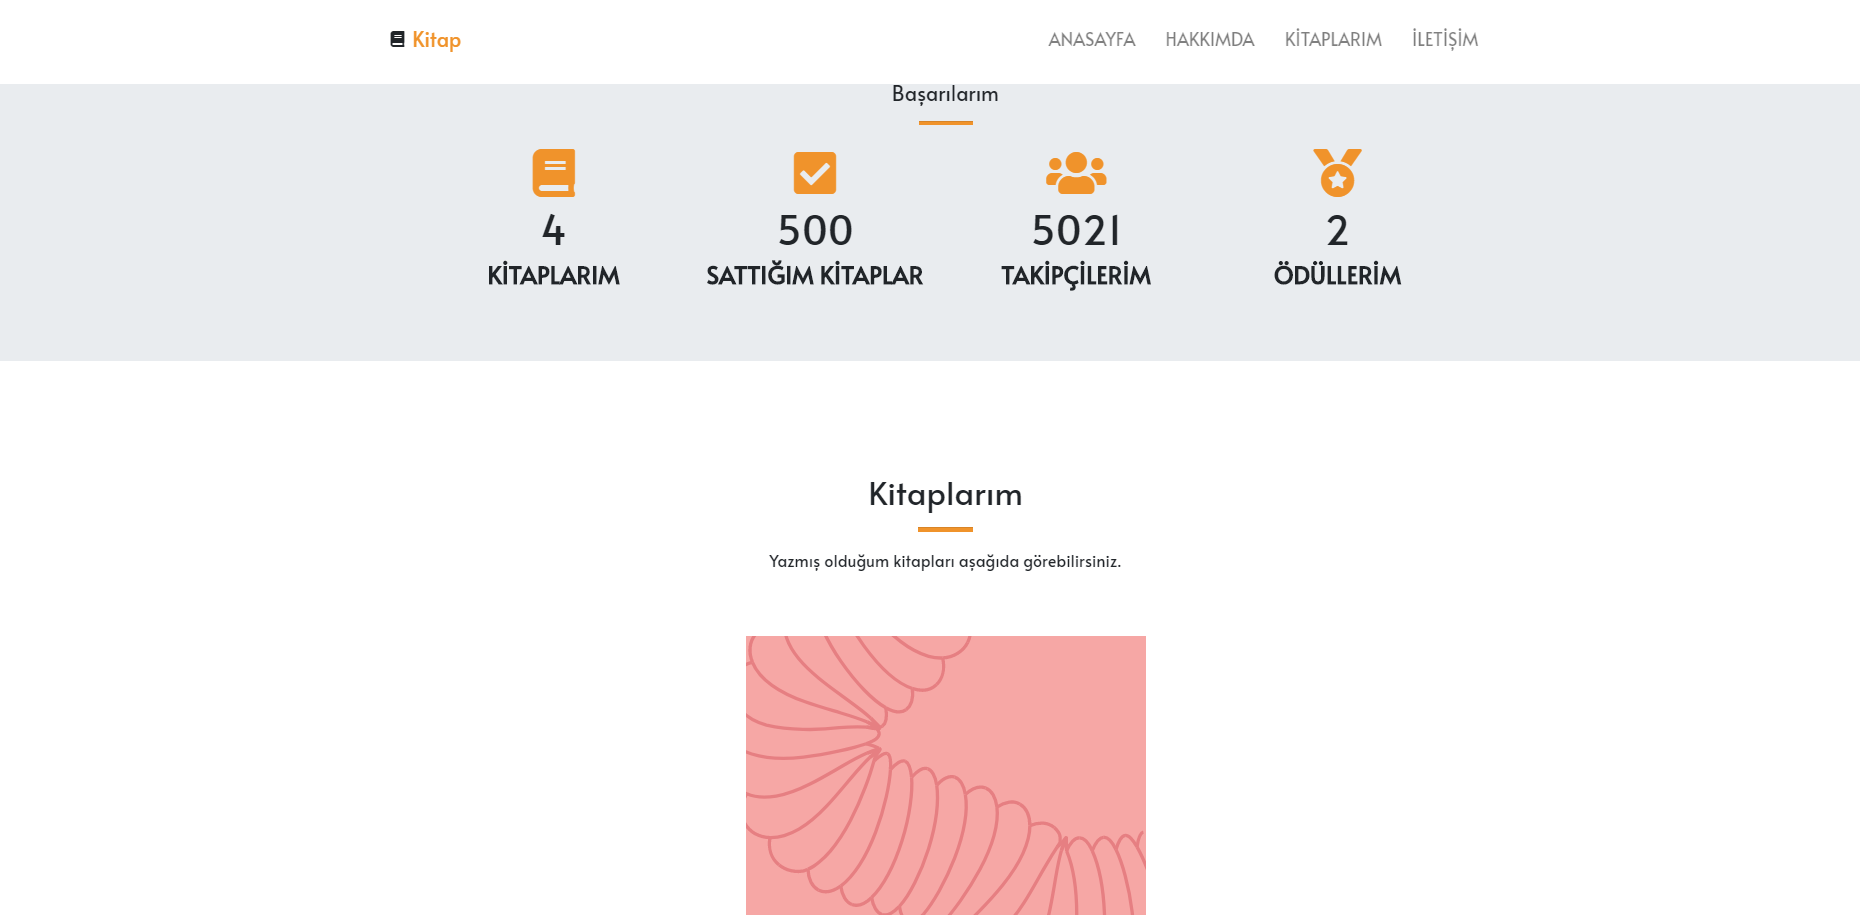 Kitap
ANASAYFA HAKKIMDA KİTAPLARIM İLETİŞİM
Başarılarım
4 500 5021 2
KİTAPLARIM SATTIĞIM KİTAPLAR TAKİPÇİLERİM ÖDÜLLERİM
Kitaplarım
Yazmış olduğum kitapları aşağıda görebilirsiniz.